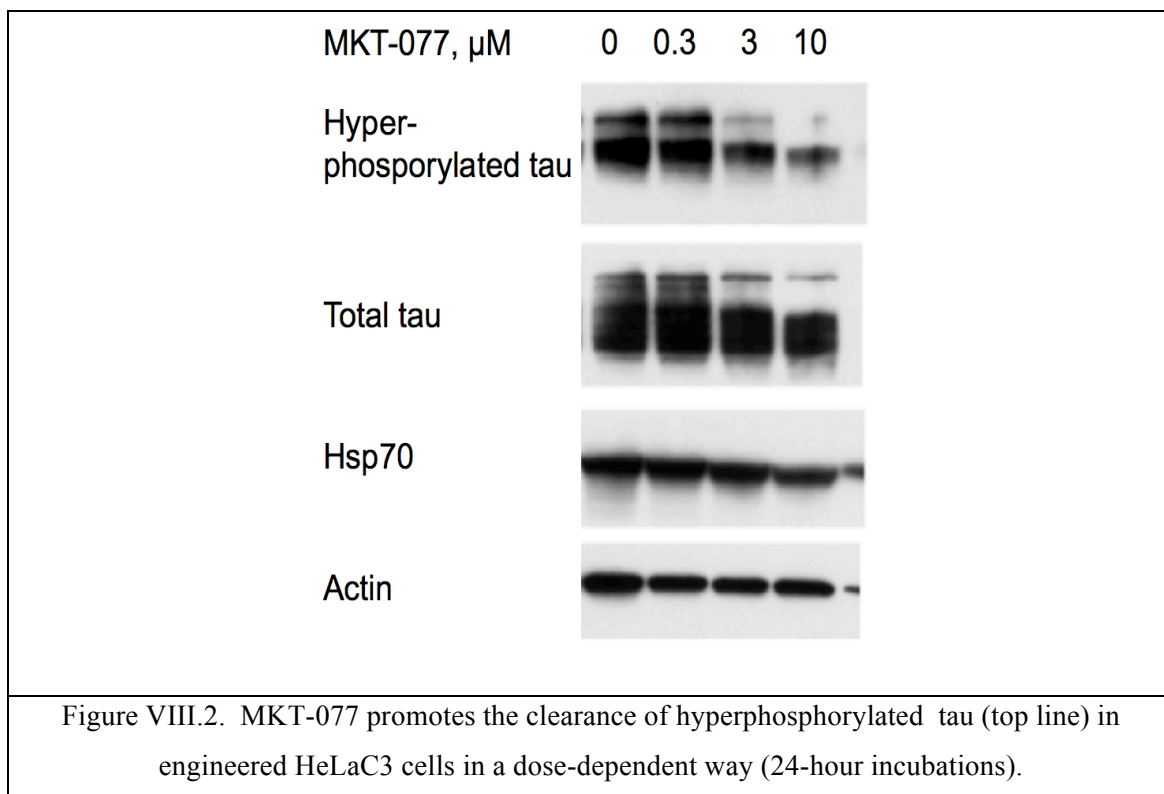 MKT-077, µM 0 0.3 3 10
Hyper-
phosporylated tau
Total tau
Hsp70
Actin
Figure VIII.2. MKT-077 promotes the clearance of hyperphosphorylated tau (top line) in
engineered HeLaC3 cells in a dose-dependent way (24-hour incubations).